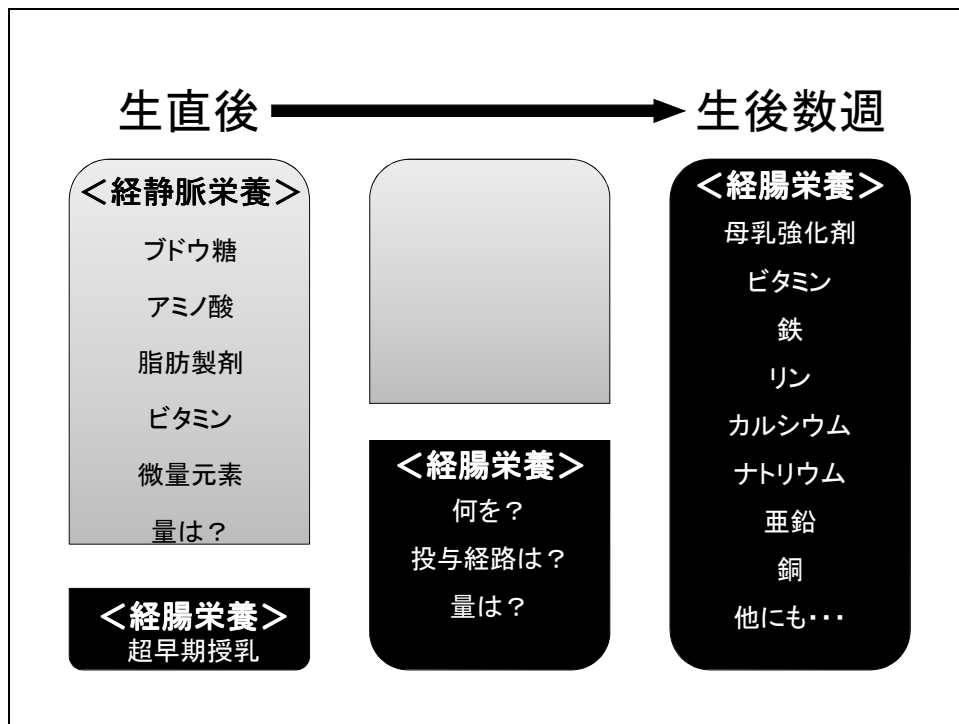 生直後
生後数週
＜経静脈栄養＞
ブドウ糖
アミノ酸
脂肪製剤
ビタミン
微量元素
量は？
＜経腸栄養＞
超早期授乳
＜経腸栄養＞
何を？
投与経路は？
量は？
＜経腸栄養＞
母乳強化剤
ビタミン
鉄
リン
カルシウム
ナトリウム
亜鉛
銅
他にも・・・